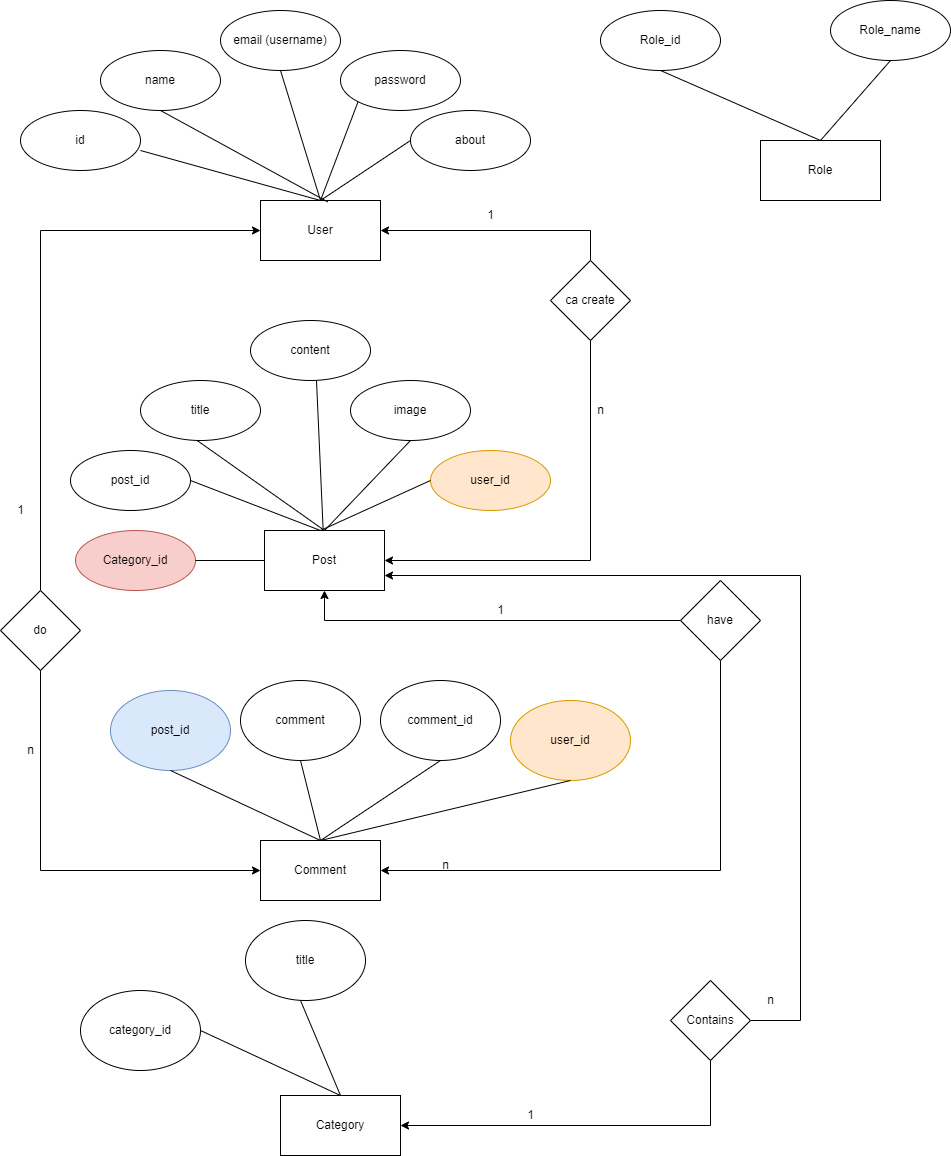 email (username)
Role_id
Role_name
name
password
id
about
Role
1
User
ca create
content
title
image
n
post_id
user_id
1
Category_id
Post
1
have
do
post_id
comment
comment_id
user_id
n
n
Comment
title
n
category_id
Contains
1
Category